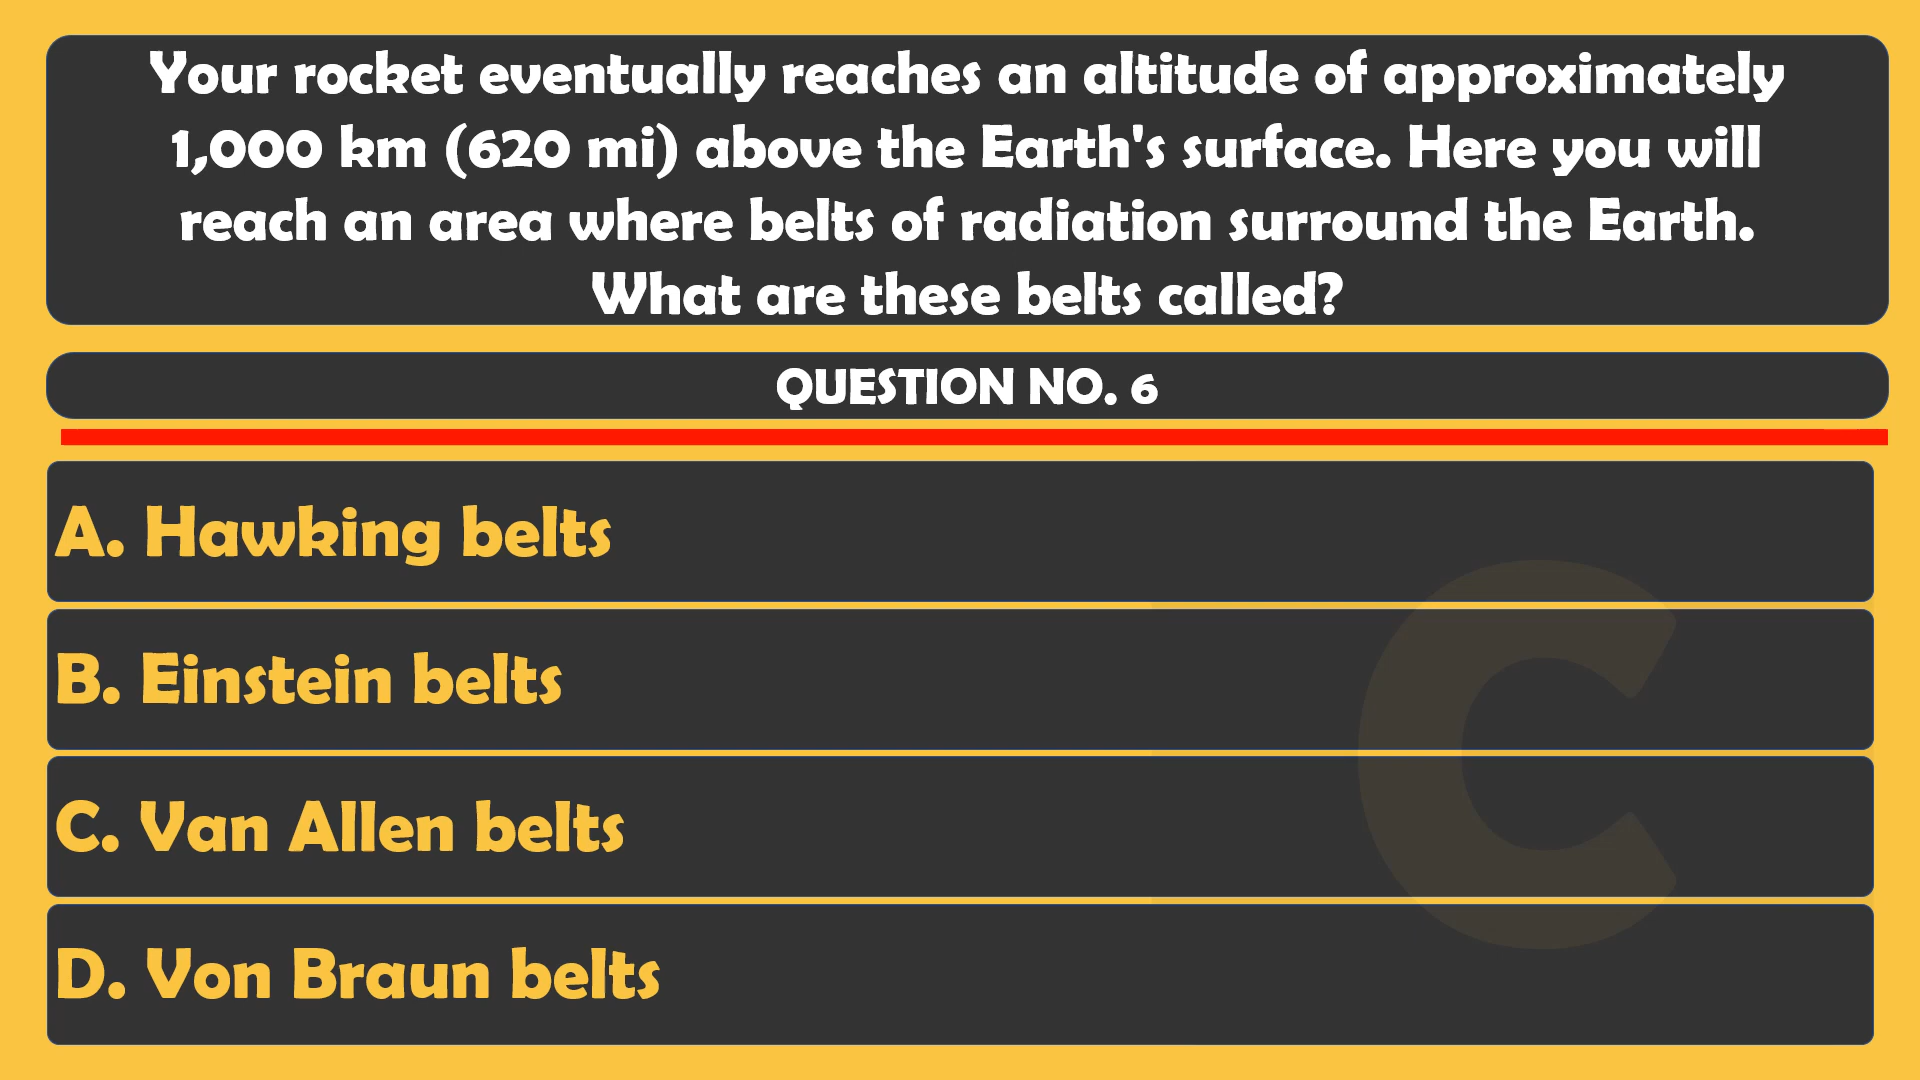 Your rocket eventually reaches an altitude of approximately
1,000 km (620 mi) above the Earth's surface. Here you will
reach an area where belts of radiation surround the Earth.
What are these belts called?
QUESTION NO. 6
A. Hawking belts
B. Einstein belts
C. Van Allen belts
D. Von Braun belts
C